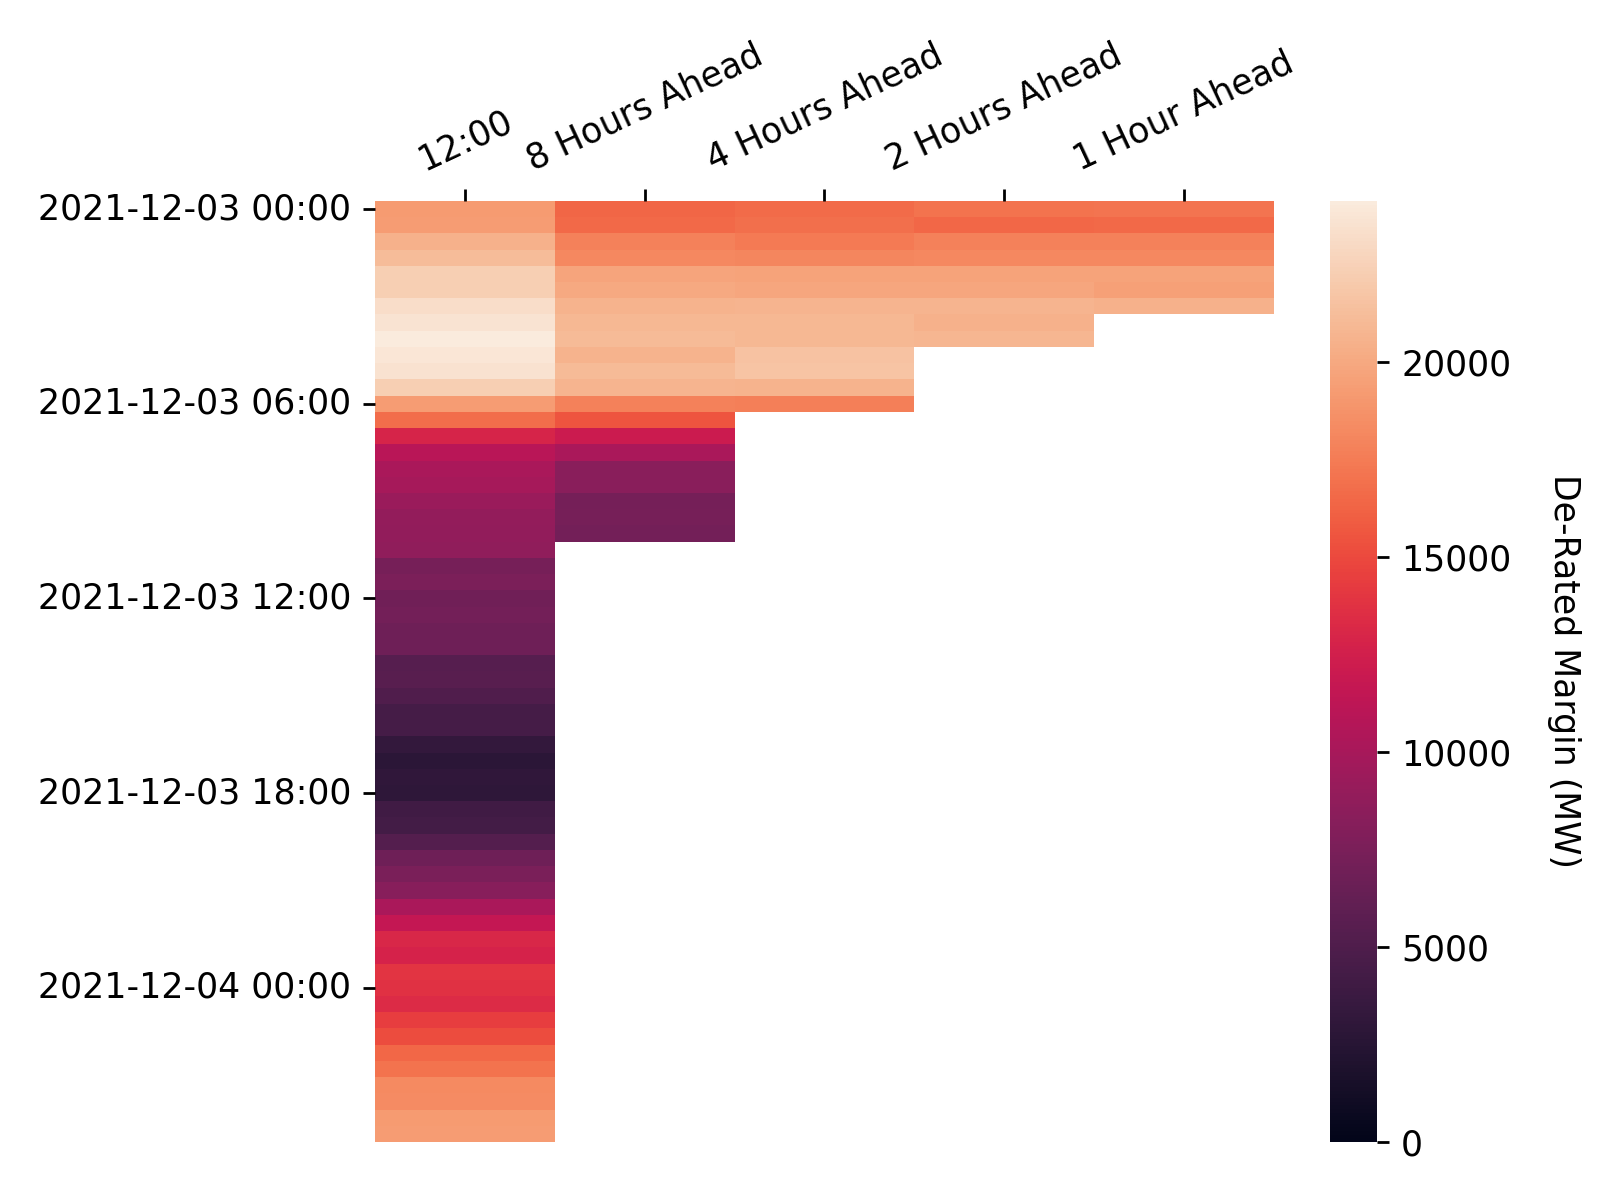 12:00
8 Hours Ahead
4 Hours Ahead
2 Hours Ahead
1 Hour Ahead
2021-12-03 00:00
2021-12-03 06:00
2021-12-03 12:00
2021-12-03 18:00
2021-12-04 00:00
20000
15000
10000
5000
0
De-Rated Margin (MW)